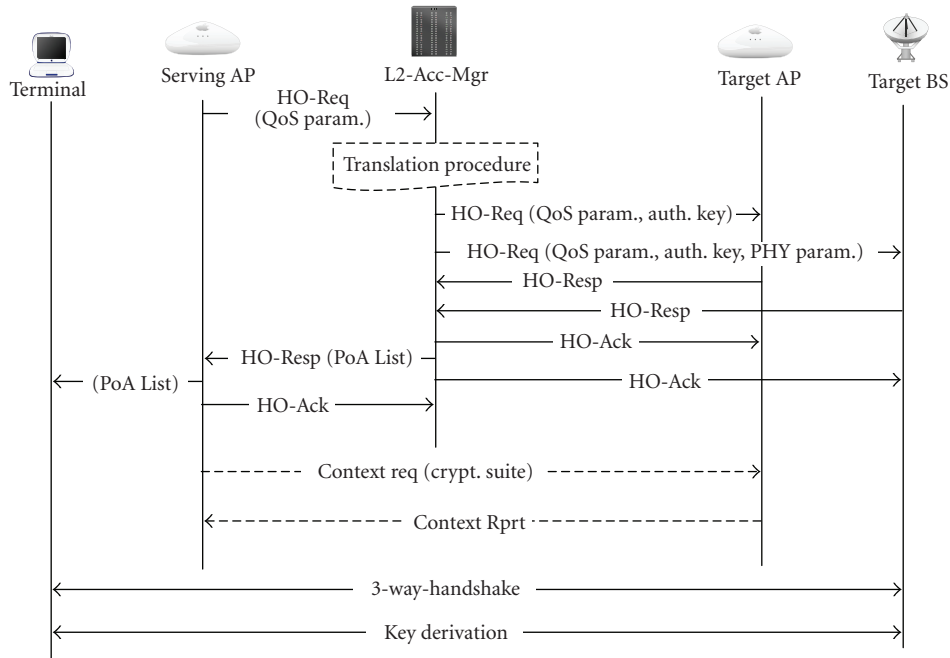 Terminal
Serving AP
L2-Acc-Mgr
Target AP
Target BS
HO-Req
(QoS param.)
Translation procedure
HO-Req (QoS param., auth. key)
HO-Req (QoS param., auth. key, PHY param.)
HO-Resp
HO-Resp
HO-Ack
HO-Resp (PoA List)
(PoA List)
HO-Ack
HO-Ack
Context req (crypt. suite)
Context Rprt
3-way-handshake
Key derivation